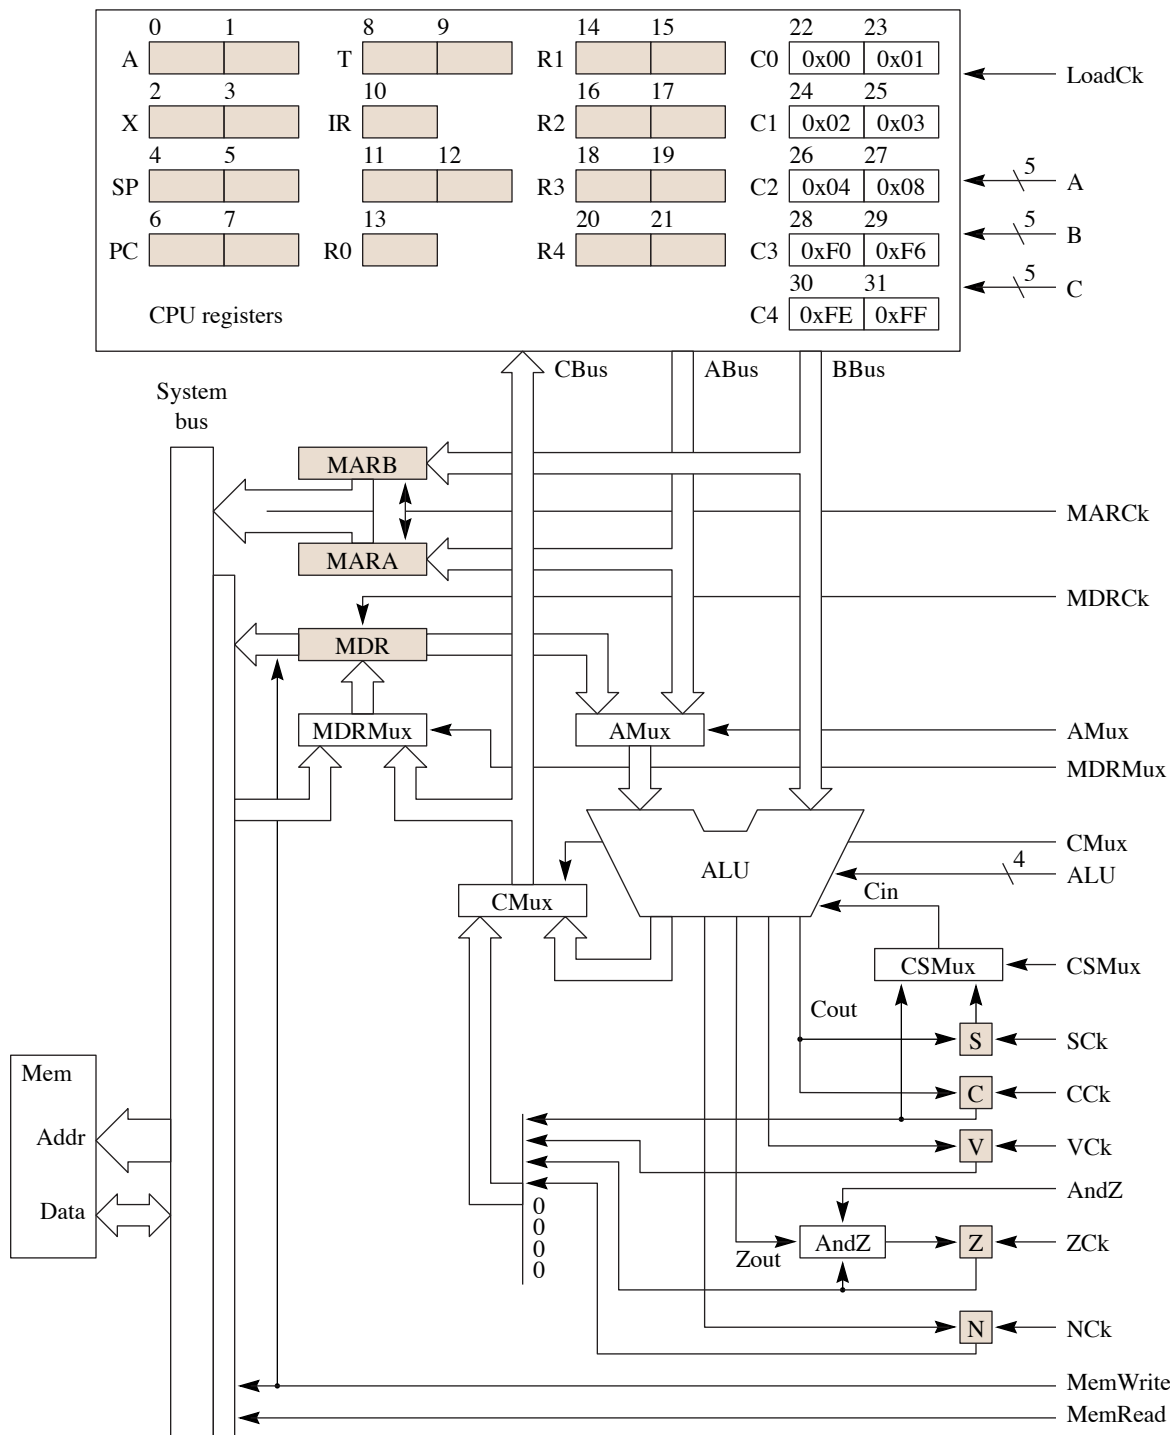 0 1 8 9 14 15 22 23
A T R1 C0 0x00 0x01 LoadCk
2 3 10 16 17 24 25
X IR R2 C1 0x02 0x03
4 5 11 12 18 19 26 27
SP R3 C2 0x04 0x08 5 A
6 7 13 20 21 28 29
PC R0 R4 C3 0xF0 0xF6 5 B
30 31 5 C
CPU registers C4 0xFE 0xFF
CBus ABus BBus
System
bus
MARB
MARCk
MARA
MDRCk
MDR
MDRMux AMux AMux
MDRMux
CMux
ALU 4 ALU
Cin
CMux
CSMux CSMux
Cout
S SCk
Mem
C CCk
Addr
V VCk
AndZ
Data
0
0
0
0
Zout AndZ Z ZCk
N NCk
MemWrite
MemRead